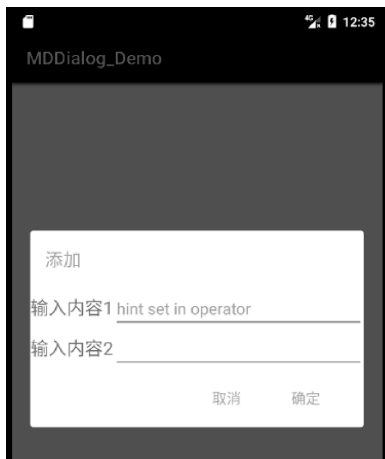 4G 12:35
MDDialog_Demo
添加
输入内容1 hint set in operator
输入内容2
取消 确定